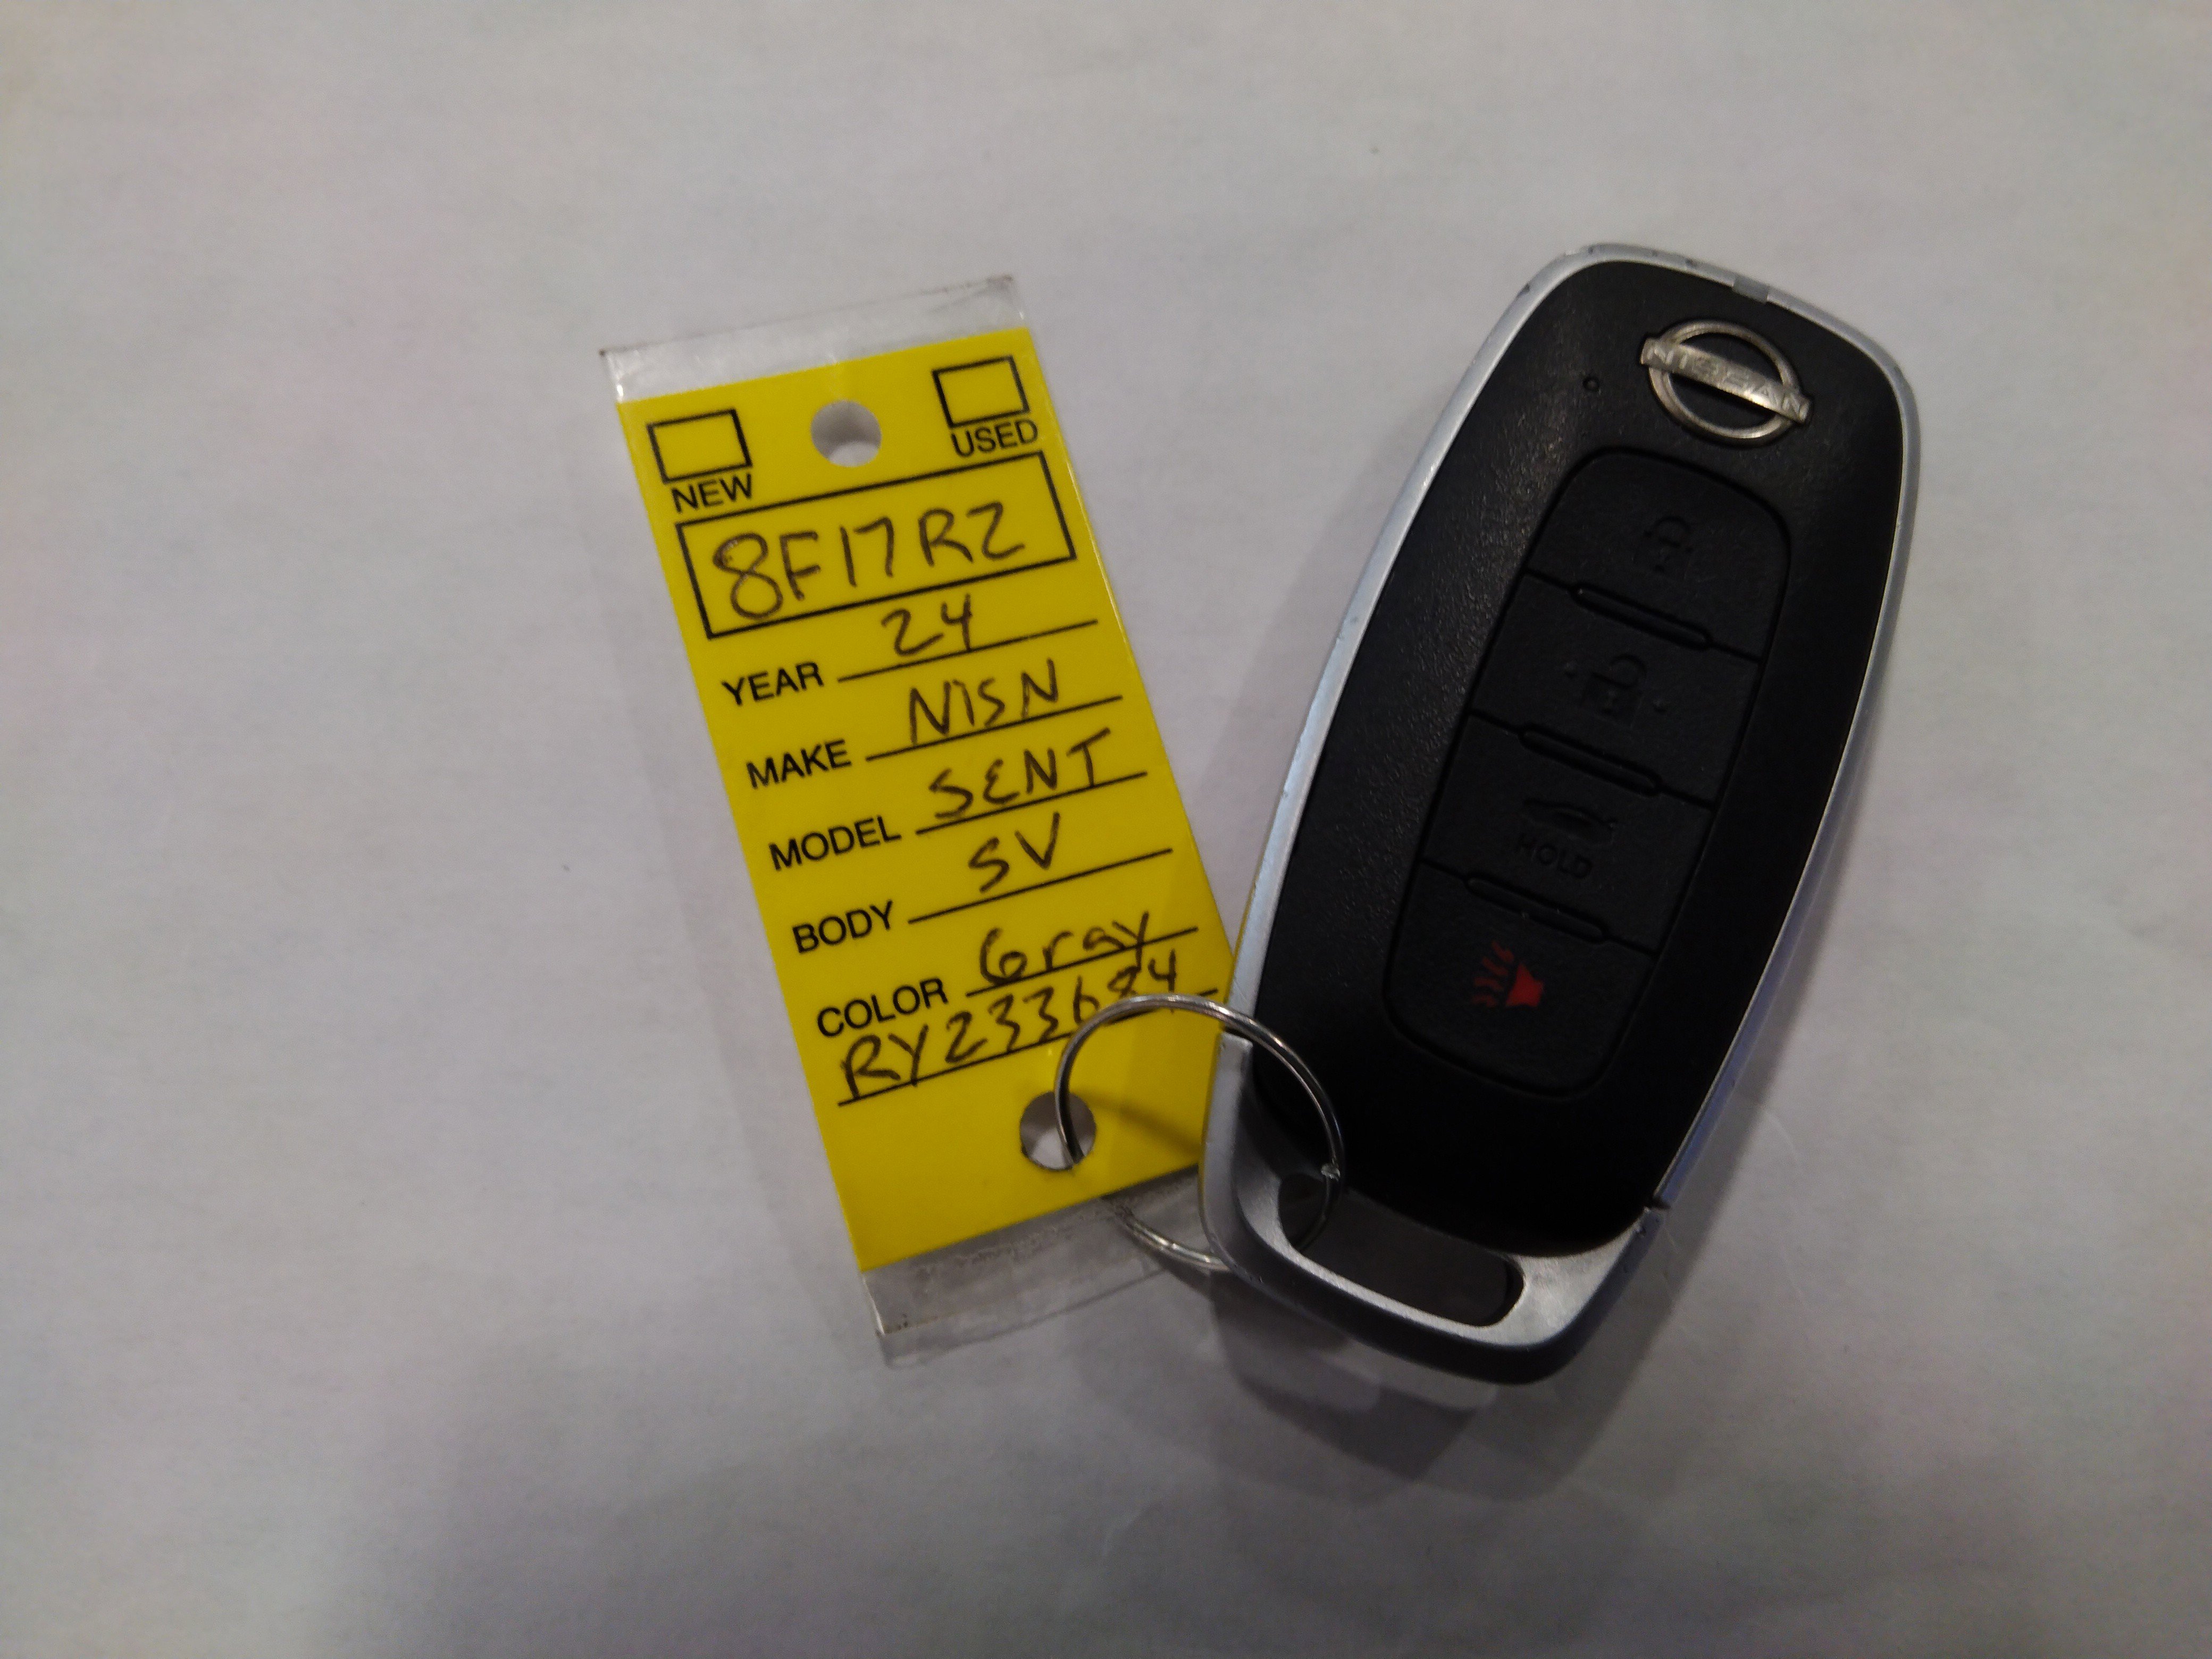 NEW USED
8F17RZ
YEAR 24
MAKE NISN
MODEL SENT
BODY SV
COLOR Gray
RY233684
NISSAN
HOLD